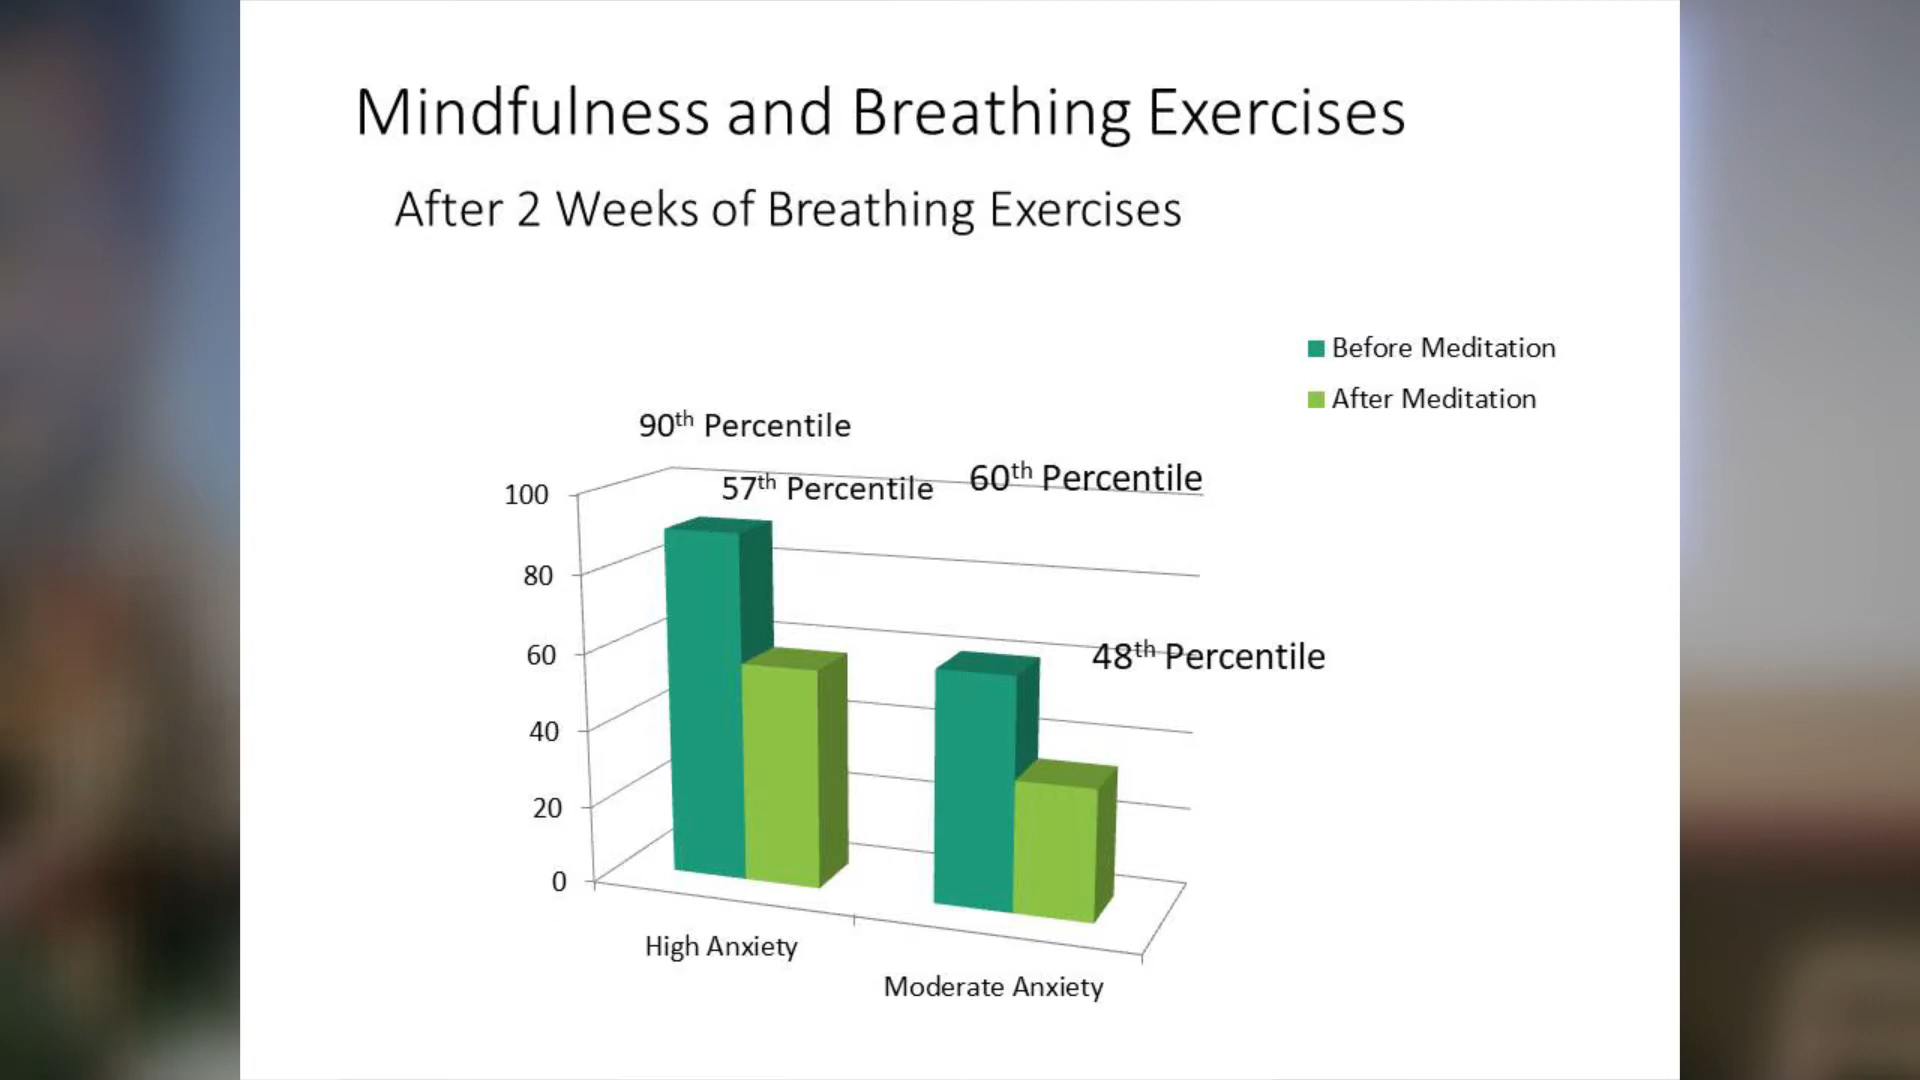 Mindfulness and Breathing Exercises
After 2 Weeks of Breathing Exercises
Before Meditation
After Meditation
90th Percentile
57th Percentile
60th Percentile
48th Percentile
100
80
60
40
20
0
High Anxiety
Moderate Anxiety